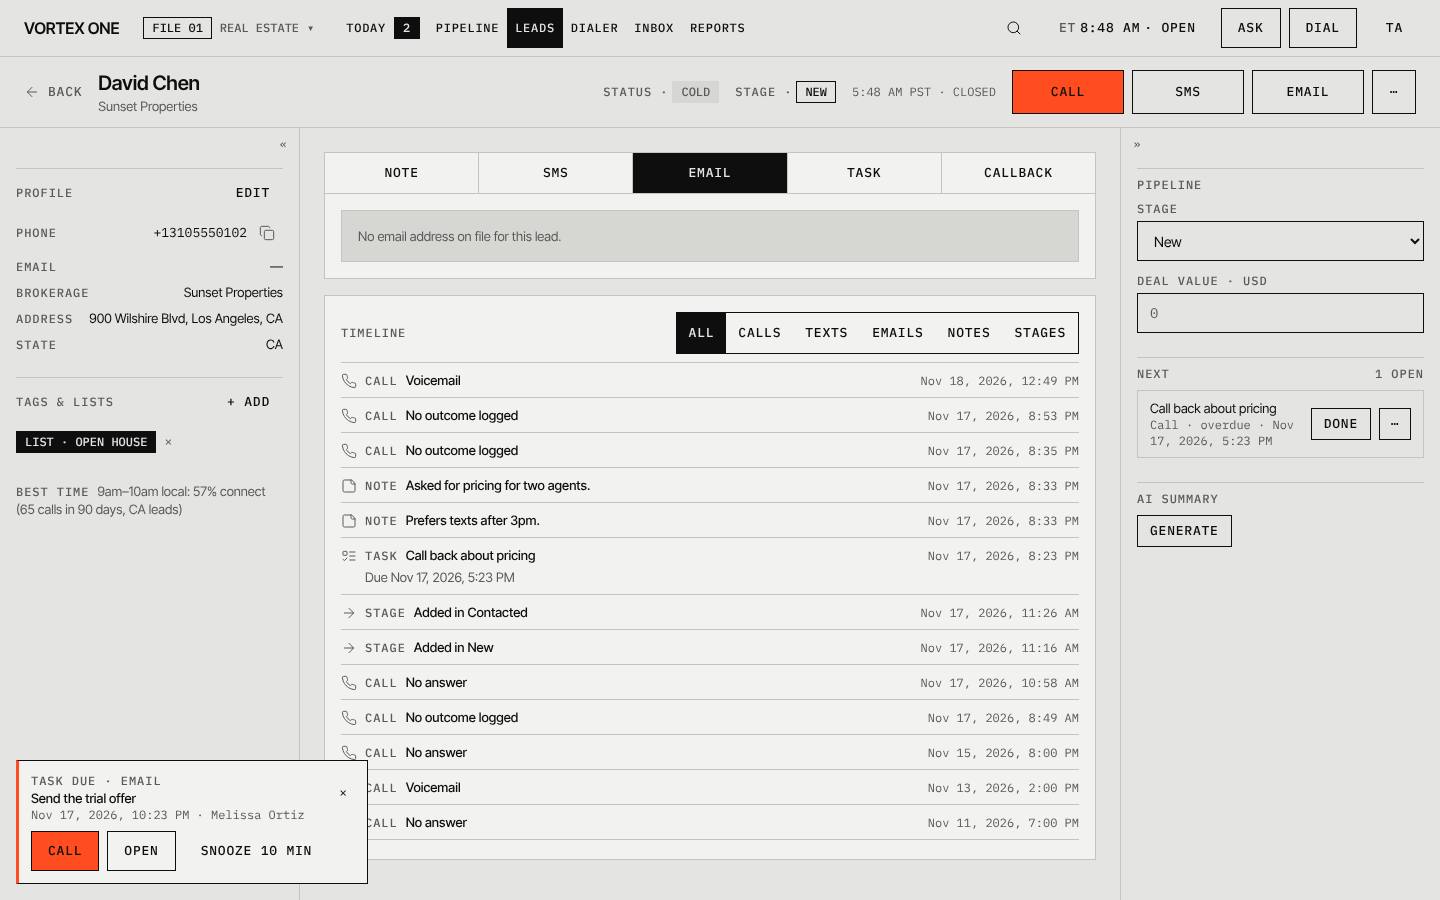 VORTEX ONE
FILE 01 REAL ESTATE ▾
TODAY 2 PIPELINE LEADS DIALER INBOX REPORTS
ET 8:48 AM · OPEN
ASK
DIAL
TA
← BACK
David Chen
Sunset Properties
STATUS · COLD STAGE · NEW 5:48 AM PST · CLOSED
CALL
SMS
EMAIL
⋯
«
PROFILE EDIT
PHONE +13105550102
EMAIL —
BROKERAGE Sunset Properties
ADDRESS 900 Wilshire Blvd, Los Angeles, CA
STATE CA
TAGS & LISTS + ADD
LIST · OPEN HOUSE ×
BEST TIME 9am–10am local: 57% connect
(65 calls in 90 days, CA leads)
NOTE SMS EMAIL TASK CALLBACK
No email address on file for this lead.
TIMELINE
ALL CALLS TEXTS EMAILS NOTES STAGES
CALL Voicemail Nov 18, 2026, 12:49 PM
CALL No outcome logged Nov 17, 2026, 8:53 PM
CALL No outcome logged Nov 17, 2026, 8:35 PM
NOTE Asked for pricing for two agents. Nov 17, 2026, 8:33 PM
NOTE Prefers texts after 3pm. Nov 17, 2026, 8:33 PM
TASK Call back about pricing Nov 17, 2026, 8:23 PM
Due Nov 17, 2026, 5:23 PM
STAGE Added in Contacted Nov 17, 2026, 11:26 AM
STAGE Added in New Nov 17, 2026, 11:16 AM
CALL No answer Nov 17, 2026, 10:58 AM
CALL No outcome logged Nov 17, 2026, 8:49 AM
CALL No answer Nov 15, 2026, 8:00 PM
CALL Voicemail Nov 13, 2026, 2:00 PM
CALL No answer Nov 11, 2026, 7:00 PM
»
PIPELINE
STAGE
New
DEAL VALUE · USD
0
NEXT 1 OPEN
Call back about pricing
Call · overdue · Nov
17, 2026, 5:23 PM
DONE
⋯
AI SUMMARY
GENERATE
TASK DUE · EMAIL
Send the trial offer
Nov 17, 2026, 10:23 PM · Melissa Ortiz
×
CALL
OPEN
SNOOZE 10 MIN